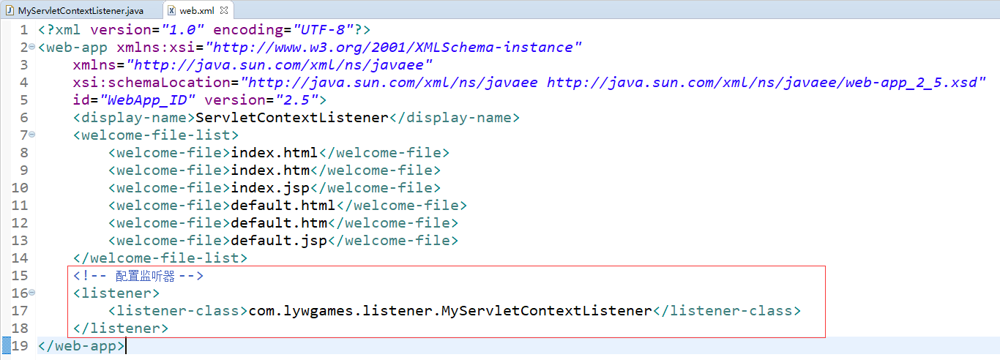 MyServletContextListener.java web.xml
1 <?xml version="1.0" encoding="UTF-8"?>
2 <web-app xmlns:xsi="http://www.w3.org/2001/XMLSchema-instance"
3 xmlns="http://java.sun.com/xml/ns/javaee"
4 xsi:schemaLocation="http://java.sun.com/xml/ns/javaee http://java.sun.com/xml/ns/javaee/web-app_2_5.xsd"
5 id="WebApp_ID" version="2.5">
6 <display-name>ServletContextListener</display-name>
7 <welcome-file-list>
8 <welcome-file>index.html</welcome-file>
9 <welcome-file>index.htm</welcome-file>
10 <welcome-file>index.jsp</welcome-file>
11 <welcome-file>default.html</welcome-file>
12 <welcome-file>default.htm</welcome-file>
13 <welcome-file>default.jsp</welcome-file>
14 </welcome-file-list>
15 <!-- 配置监听器 -->
16 <listener>
17 <listener-class>com.lywgames.listener.MyServletContextListener</listener-class>
18 </listener>
19 </web-app>